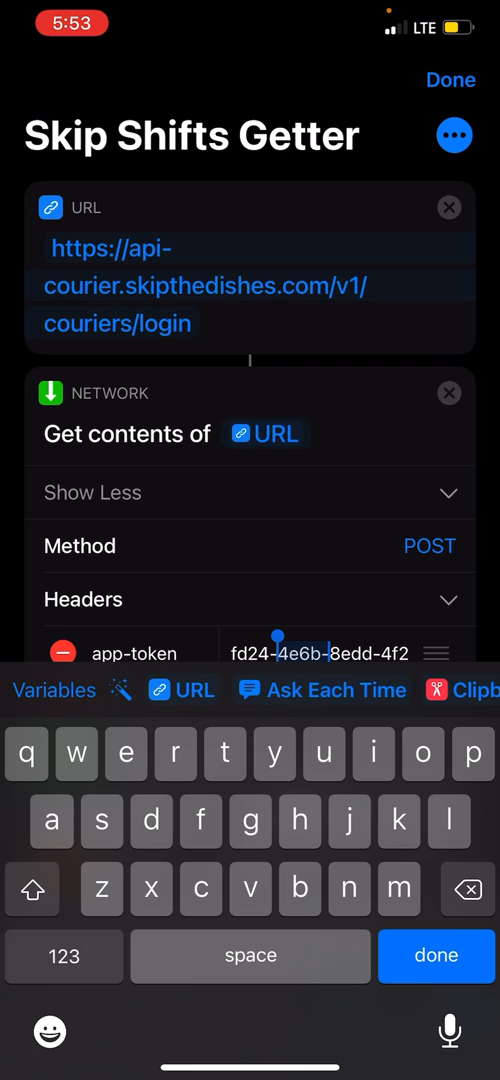 5:53
LTE
Done
Skip Shifts Getter
URL
https://api-
courier.skipthedishes.com/v1/
couriers/login
NETWORK
Get contents of URL
Show Less
Method POST
Headers
app-token fd24-4e6b-8edd-4f2
Variables URL Ask Each Time Clipb
q w e r t y u i o p
a s d f g h j k l
z x c v b n m
123 space done